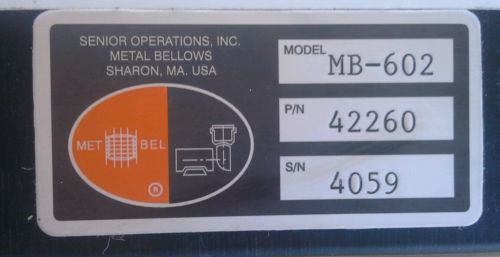 SENIOR OPERATIONS, INC.
METAL BELLOWS
SHARON, MA. USA
MET BEL
®
MODEL MB-602
P/N 42260
S/N 4059